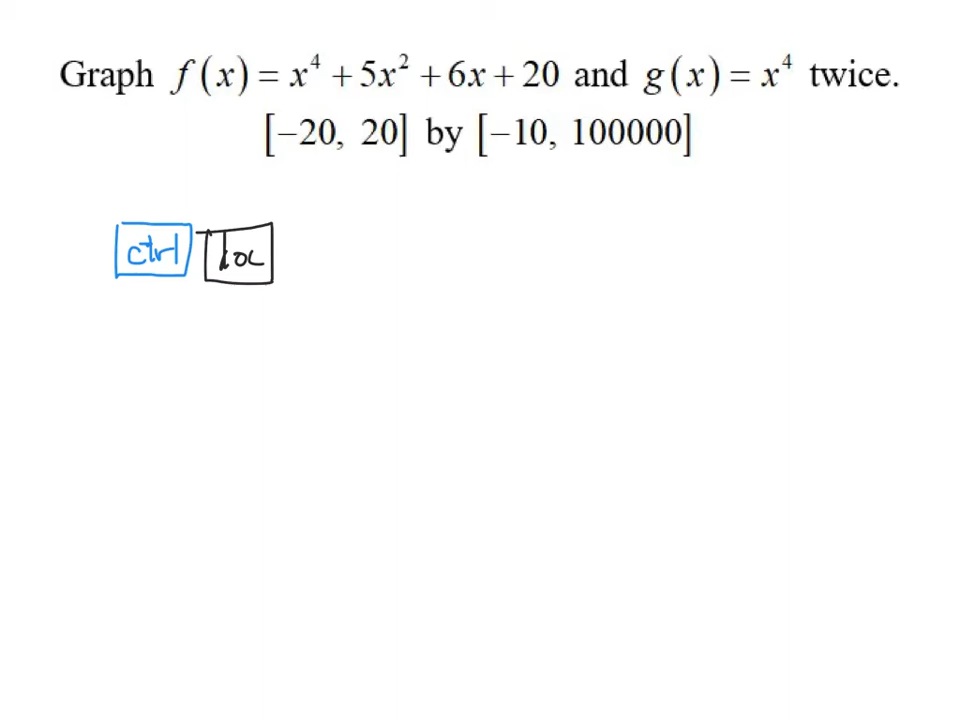 Graph f(x) = x⁴ + 5x² + 6x + 20 and g(x) = x⁴ twice.
[−20, 20] by [−10, 100000]
ctrl